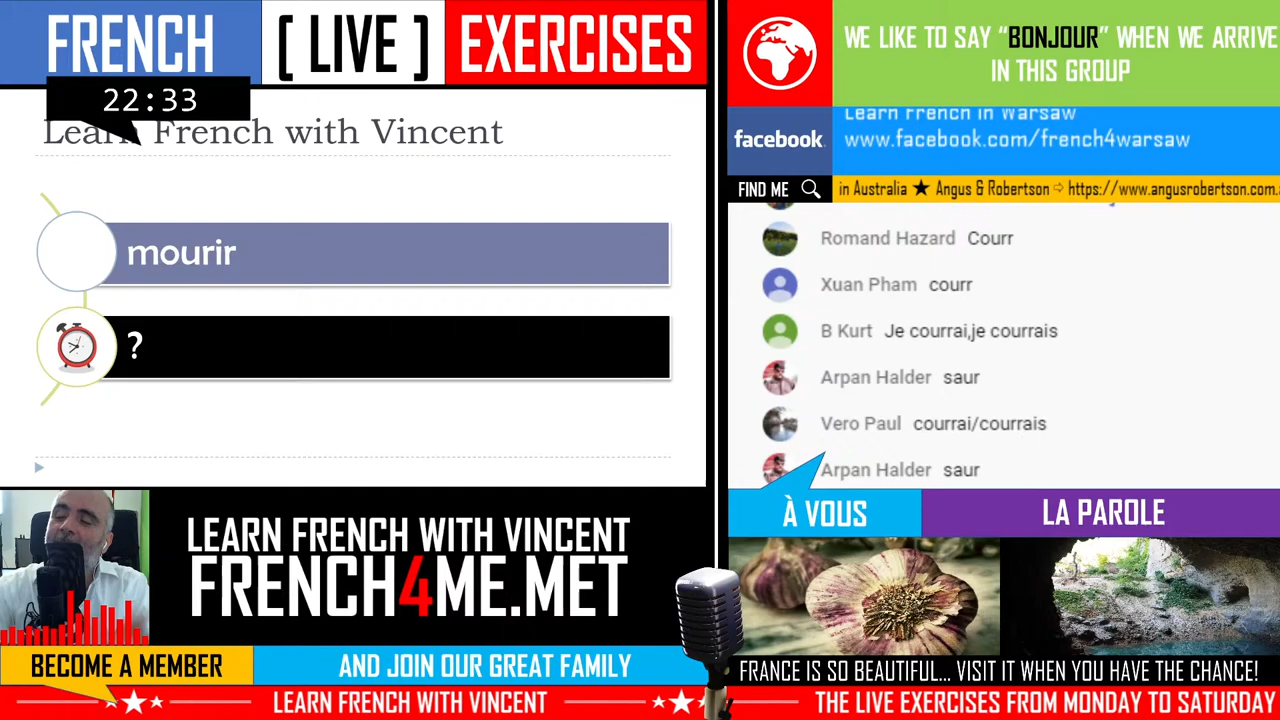 FRENCH [ LIVE ] EXERCISES
22:33
Learn French with Vincent
mourir
?
LEARN FRENCH WITH VINCENT
FRENCH4ME.MET
BECOME A MEMBER
AND JOIN OUR GREAT FAMILY
WE LIKE TO SAY “BONJOUR” WHEN WE ARRIVE
IN THIS GROUP
facebook.
Learn French in Warsaw
www.facebook.com/french4warsaw
FIND ME
in Australia ★ Angus & Robertson ⇨ https://www.angusrobertson.com.a
Romand Hazard Courr
Xuan Pham courr
B Kurt Je courrai,je courrais
Arpan Halder saur
Vero Paul courrai/courrais
Arpan Halder saur
À VOUS
LA PAROLE
FRANCE IS SO BEAUTIFUL... VISIT IT WHEN YOU HAVE THE CHANCE!
LEARN FRENCH WITH VINCENT
THE LIVE EXERCISES FROM MONDAY TO SATURDAY